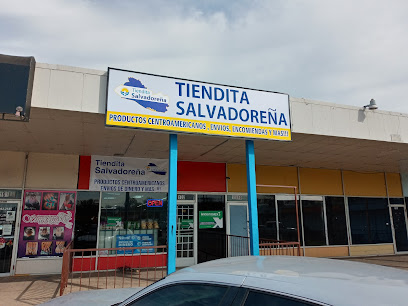 TIENDITA
SALVADOREÑA
Tiendita
Salvadoreña
PRODUCTOS CENTROAMERICANOS, ENVIOS, ENCOMIENDAS Y MAS!!!
Tiendita
Salvadoreña
PRODUCTOS CENTROAMERICANOS
ENVIOS DE DINERO Y MAS